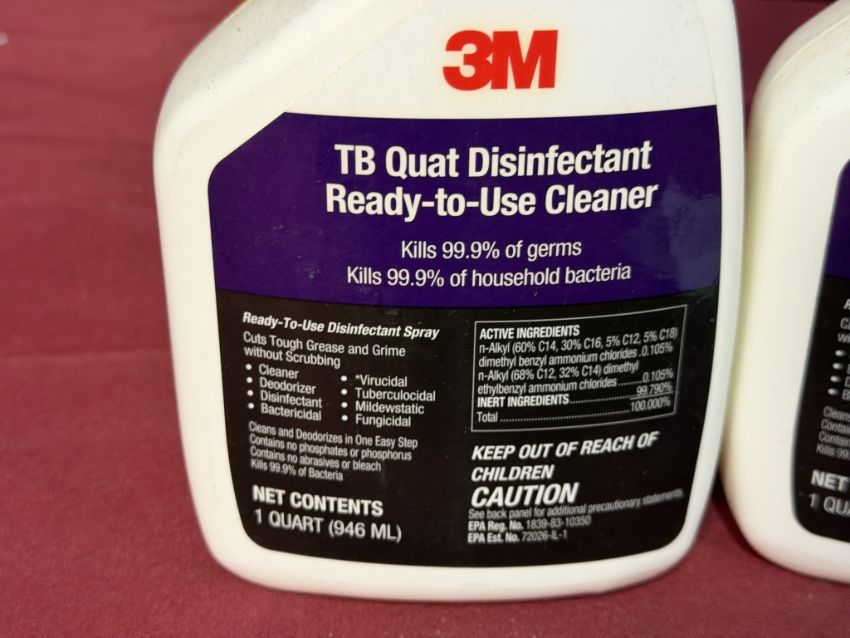 3M
TB Quat Disinfectant
Ready-to-Use Cleaner
Kills 99.9% of germs
Kills 99.9% of household bacteria
Ready-To-Use Disinfectant Spray
Cuts Tough Grease and Grime
without Scrubbing
• Cleaner
• Deodorizer
• Disinfectant
• Bactericidal
• *Virucidal
• Tuberculocidal
• Mildewstatic
• Fungicidal
Cleans and Deodorizes in One Easy Step
Contains no phosphates or phosphorus
Contains no abrasives or bleach
Kills 99.9% of Bacteria
NET CONTENTS
1 QUART (946 ML)
ACTIVE INGREDIENTS
n-Alkyl (60% C14, 30% C16, 5% C12, 5% C18)
dimethyl benzyl ammonium chlorides .0.105%
n-Alkyl (68% C12, 32% C14) dimethyl
ethylbenzyl ammonium chlorides ........0.105%
INERT INGREDIENTS....................99.790%
Total ..............................100.000%
KEEP OUT OF REACH OF
CHILDREN
CAUTION
See back panel for additional precautionary statements.
EPA Reg. No. 1839-83-10350
EPA Est. No. 72026-IL-1
NET
1 QU